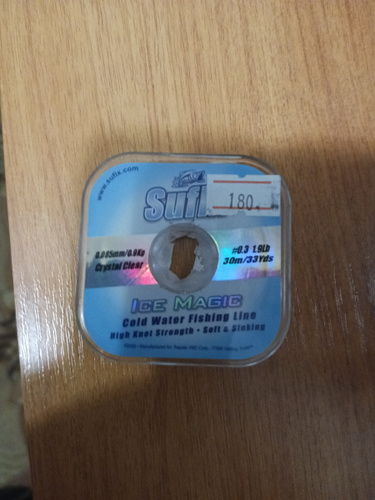 www.sufix.com
Sufix
180.
0.085mm/0.9Kg
Crystal Clear
#0.3 1.9Lb
30m/33Yds
ICE MAGIC
Cold Water Fishing Line
High Knot Strength • Soft & Sinking